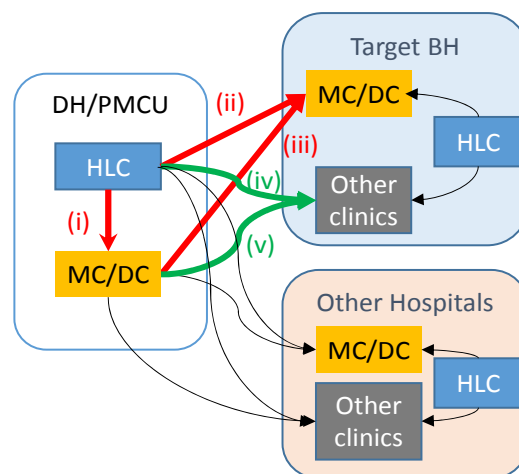 Target BH
DH/PMCU
(ii)
MC/DC
(iii)
HLC
HLC
(iv)
Other
clinics
(i)
(v)
MC/DC
Other Hospitals
MC/DC
HLC
Other
clinics